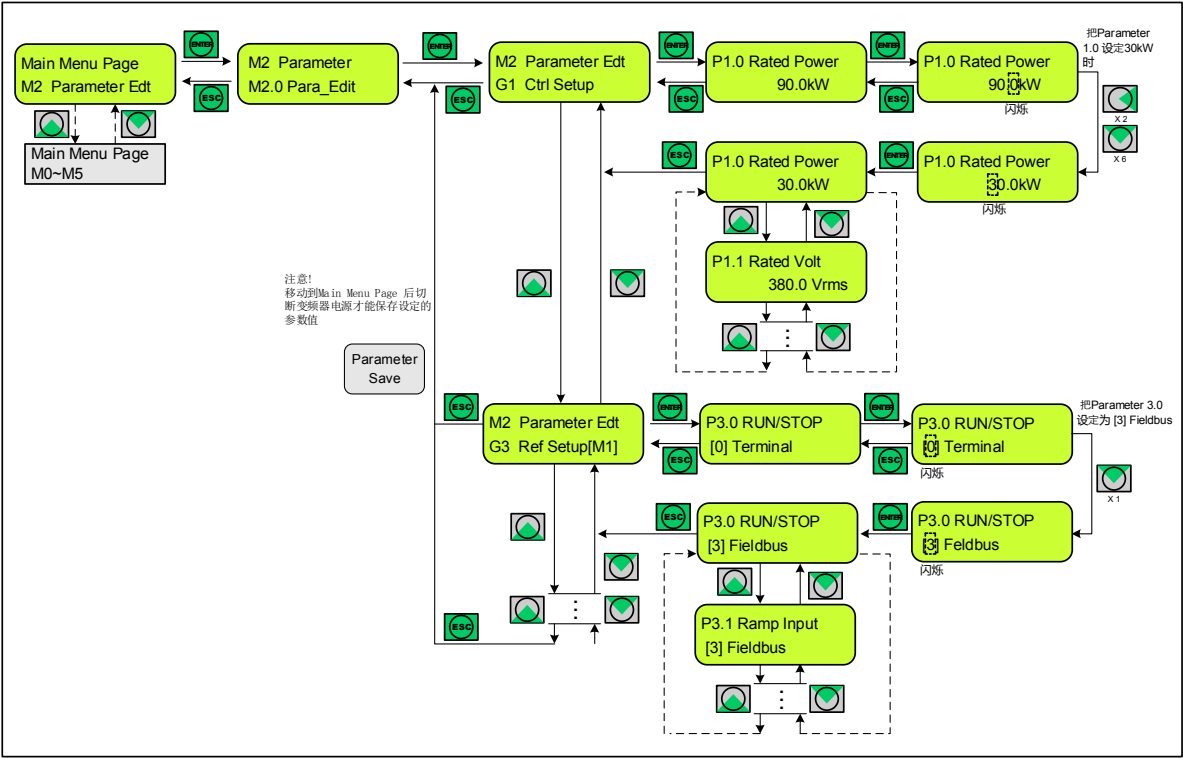 Main Menu Page
M2 Parameter Edt
ENTER
ESC
M2 Parameter
M2.0 Para_Edit
ENTER
ESC
M2 Parameter Edt
G1 Ctrl Setup
ENTER
ESC
P1.0 Rated Power
90.0kW
ENTER
ESC
P1.0 Rated Power
90.0kW
闪烁
把Parameter
1.0 设定30kW
时
X 2
X 6
Main Menu Page
M0~M5
ESC
P1.0 Rated Power
30.0kW
ENTER
P1.0 Rated Power
30.0kW
闪烁
P1.1 Rated Volt
380.0 Vrms
⋮
注意!
移动到Main Menu Page 后切
断变频器电源才能保存设定的
参数值
Parameter
Save
ESC
M2 Parameter Edt
G3 Ref Setup[M1]
ENTER
ESC
P3.0 RUN/STOP
[0] Terminal
ENTER
ESC
P3.0 RUN/STOP
[0] Terminal
闪烁
把Parameter 3.0
设定为 [3] Fieldbus
X 1
ESC
P3.0 RUN/STOP
[3] Fieldbus
ENTER
P3.0 RUN/STOP
[3] Feldbus
闪烁
⋮
ESC
P3.1 Ramp Input
[3] Fieldbus
⋮